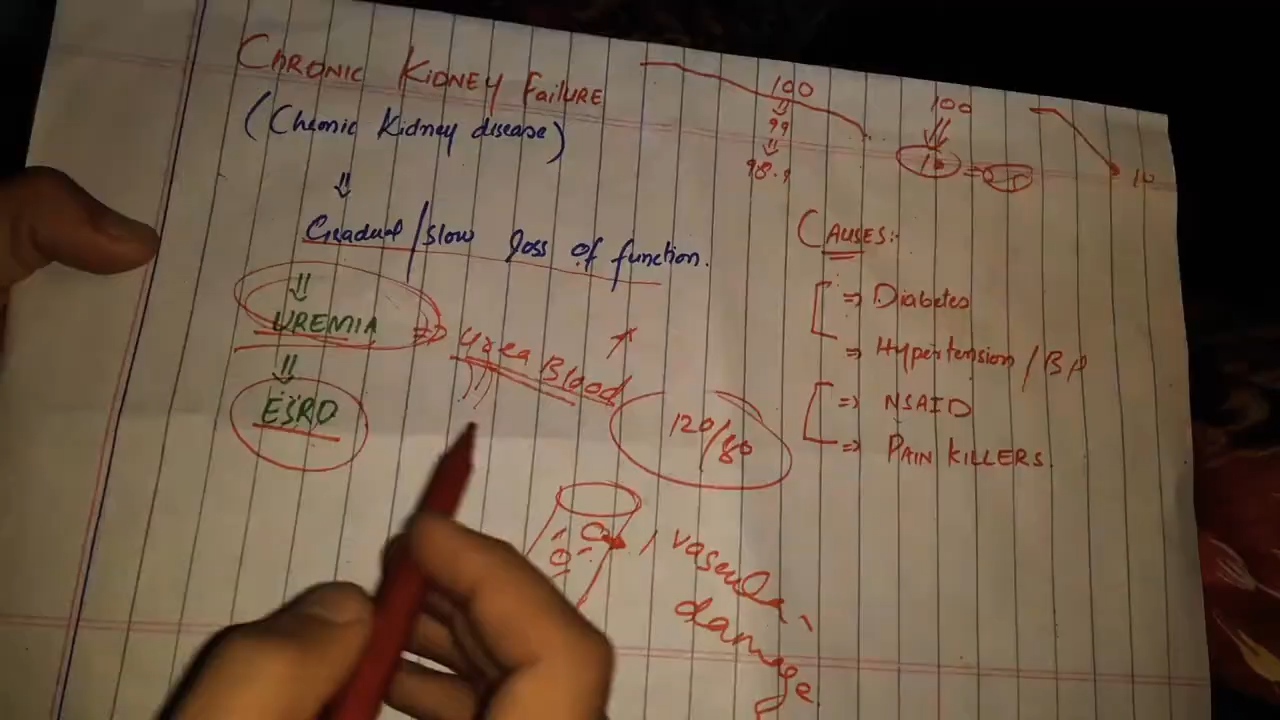 CHRONIC KIDNEY FAILURE
(Chronic Kidney disease)
⇓
Gradual/slow loss of function.
⇓
UREMIA ⇒ Urea Blood ↑
⇓
ESRD
100
⇓
99
⇓
98.9
100
10
CAUSES:-
⇒ Diabetes
⇒ Hypertension/BP
⇒ NSAID
⇒ PAIN KILLERS
120/80
vascular
damage